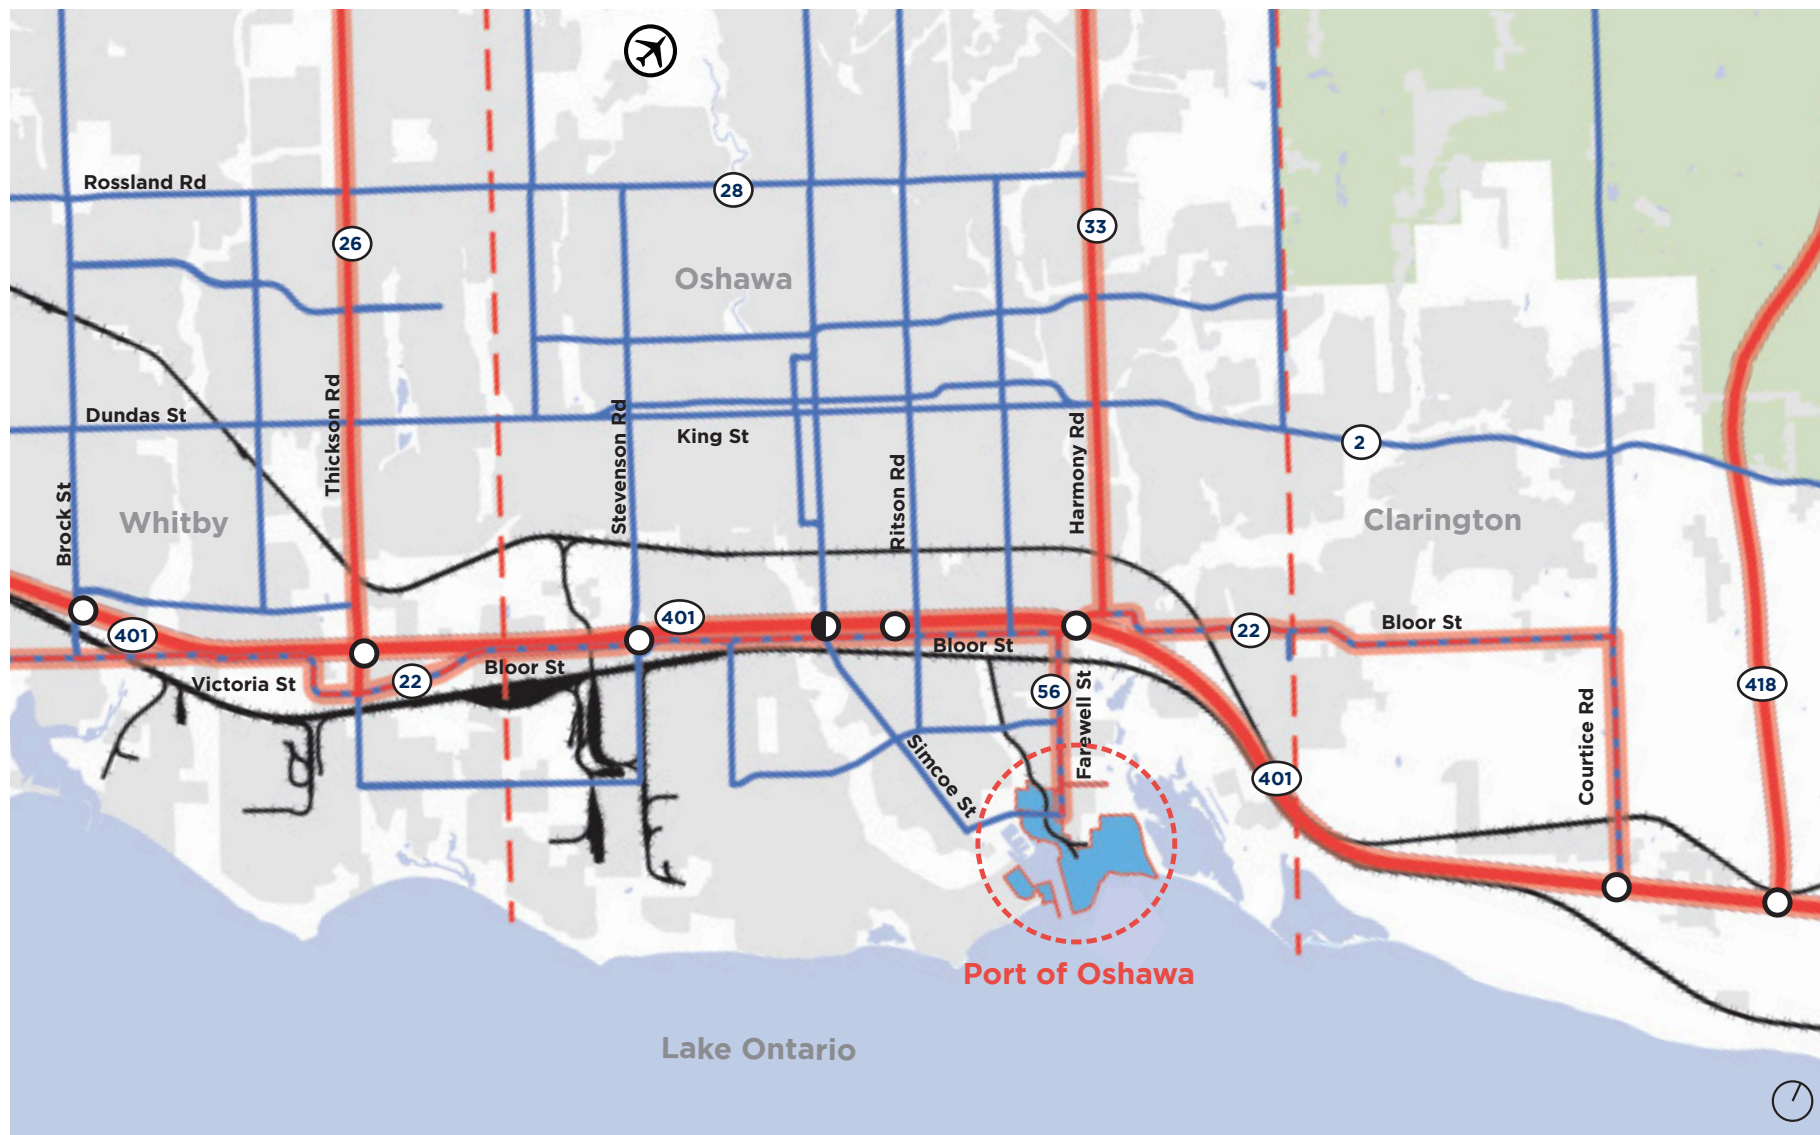 Rossland Rd
28
33
26
Oshawa
Thickson Rd
Dundas St
Stevenson Rd
King St
Harmony Rd
2
Brock St
Whitby
Ritson Rd
Clarington
401
401
22
Bloor St
Bloor St
Bloor St
Victoria St
22
56
Farewell St
418
Courtice Rd
Simcoe St
401
Port of Oshawa
Lake Ontario